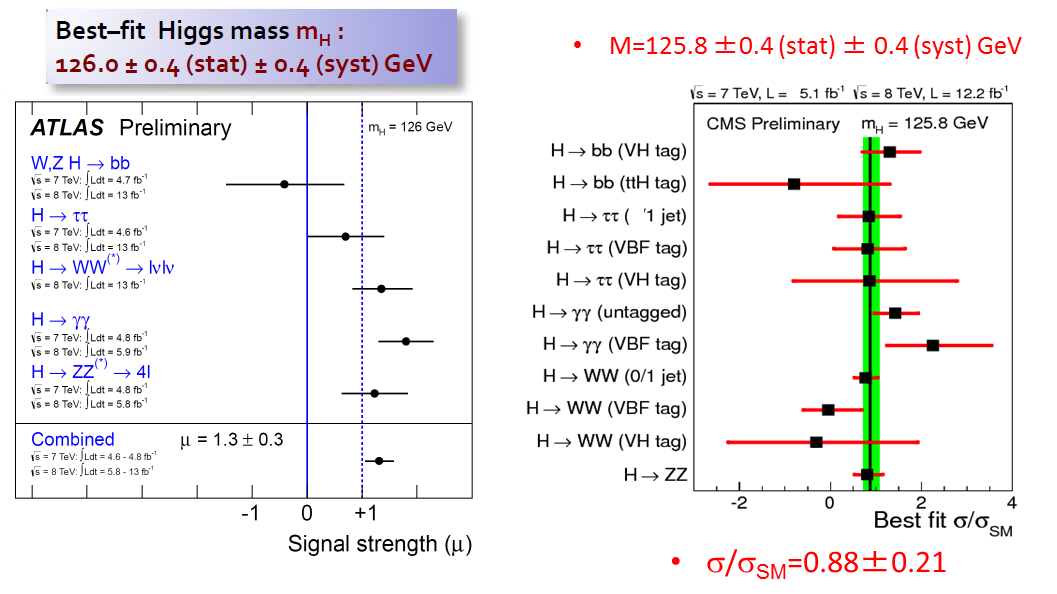 Best–fit Higgs mass mH :
126.0 ± 0.4 (stat) ± 0.4 (syst) GeV
ATLAS Preliminary
mH = 126 GeV
W,Z H → bb
√s = 7 TeV: ∫Ldt = 4.7 fb-1
√s = 8 TeV: ∫Ldt = 13 fb-1
H → ττ
√s = 7 TeV: ∫Ldt = 4.6 fb-1
√s = 8 TeV: ∫Ldt = 13 fb-1
H → WW(*) → lνlν
√s = 8 TeV: ∫Ldt = 13 fb-1
H → γγ
√s = 7 TeV: ∫Ldt = 4.8 fb-1
√s = 8 TeV: ∫Ldt = 5.9 fb-1
H → ZZ(*) → 4l
√s = 7 TeV: ∫Ldt = 4.8 fb-1
√s = 8 TeV: ∫Ldt = 5.8 fb-1
Combined
μ = 1.3 ± 0.3
√s = 7 TeV: ∫Ldt = 4.6 - 4.8 fb-1
√s = 8 TeV: ∫Ldt = 5.8 - 13 fb-1
-1 0 +1
Signal strength (μ)
• M=125.8 ±0.4 (stat) ± 0.4 (syst) GeV
√s = 7 TeV, L = 5.1 fb-1 √s = 8 TeV, L = 12.2 fb-1
CMS Preliminary mH = 125.8 GeV
H → bb (VH tag)
H → bb (ttH tag)
H → ττ ( '1 jet)
H → ττ (VBF tag)
H → ττ (VH tag)
H → γγ (untagged)
H → γγ (VBF tag)
H → WW (0/1 jet)
H → WW (VBF tag)
H → WW (VH tag)
H → ZZ
-2 0 2 4
Best fit σ/σSM
• σ/σSM=0.88±0.21